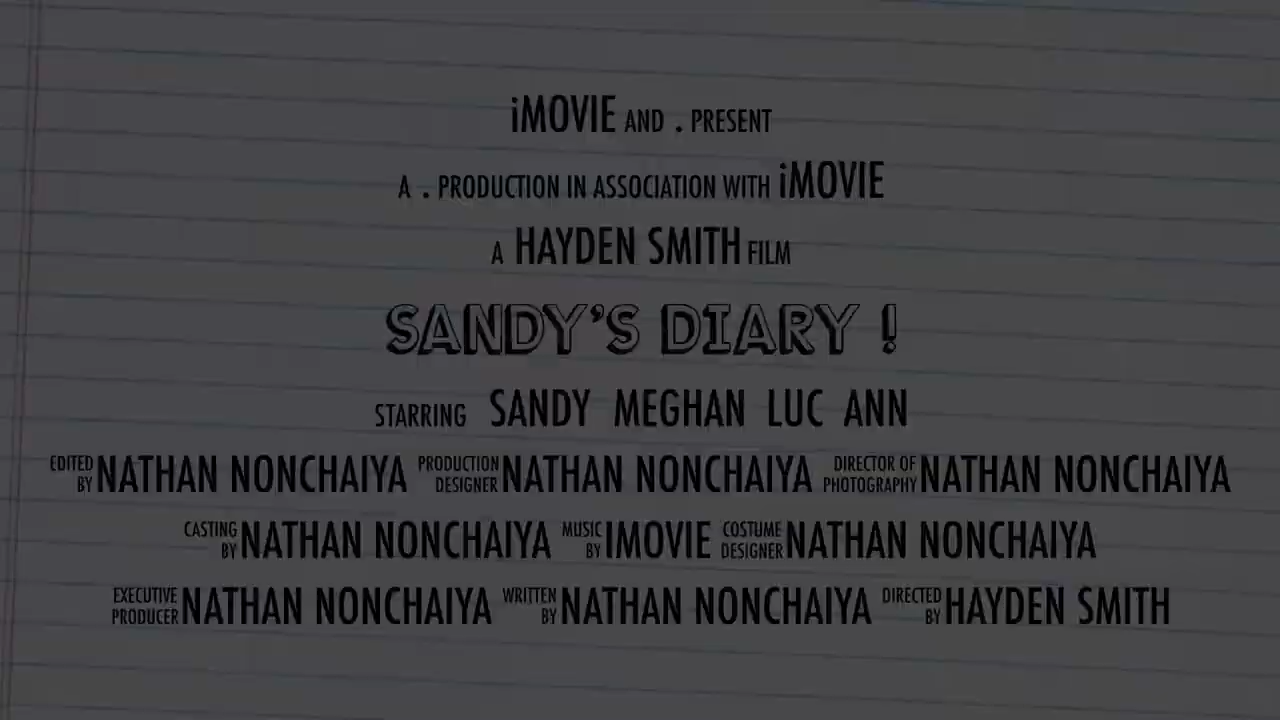 iMOVIE AND . PRESENT
A . PRODUCTION IN ASSOCIATION WITH iMOVIE
A HAYDEN SMITH FILM
SANDY'S DIARY !
STARRING SANDY MEGHAN LUC ANN
EDITED BY NATHAN NONCHAIYA PRODUCTION DESIGNER NATHAN NONCHAIYA DIRECTOR OF PHOTOGRAPHY NATHAN NONCHAIYA
CASTING BY NATHAN NONCHAIYA MUSIC BY IMOVIE COSTUME DESIGNER NATHAN NONCHAIYA
EXECUTIVE PRODUCER NATHAN NONCHAIYA WRITTEN BY NATHAN NONCHAIYA DIRECTED BY HAYDEN SMITH